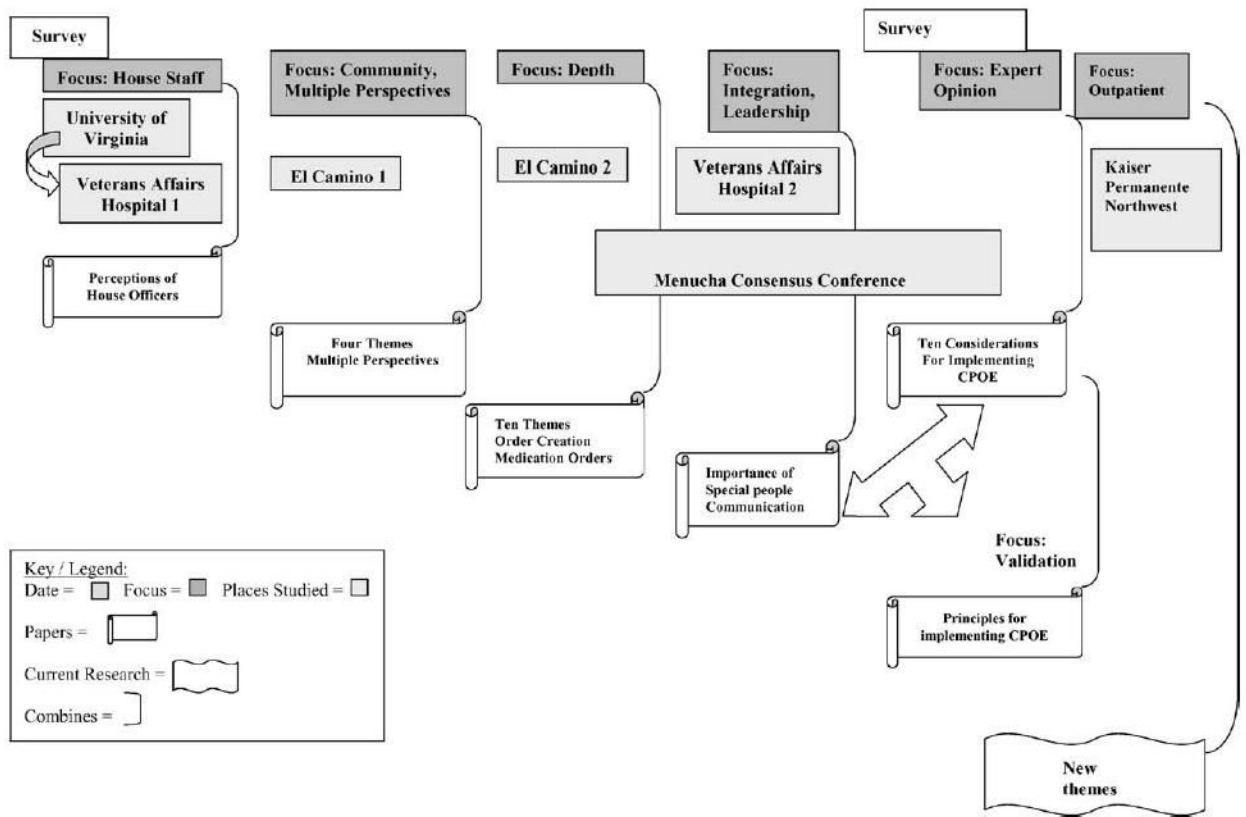 Survey
Focus: House Staff
University of
Virginia
Veterans Affairs
Hospital 1
Perceptions of
House Officers
Focus: Community,
Multiple Perspectives
El Camino 1
Four Themes
Multiple Perspectives
Focus: Depth
El Camino 2
Ten Themes
Order Creation
Medication Orders
Focus:
Integration,
Leadership
Veterans Affairs
Hospital 2
Menucha Consensus Conference
Importance of
Special people
Communication
Survey
Focus: Expert
Opinion
Ten Considerations
For Implementing
CPOE
Focus:
Validation
Principles for
implementing CPOE
Focus:
Outpatient
Kaiser
Permanente
Northwest
New
themes
Key / Legend:
Date = Focus = Places Studied =
Papers =
Current Research =
Combines =